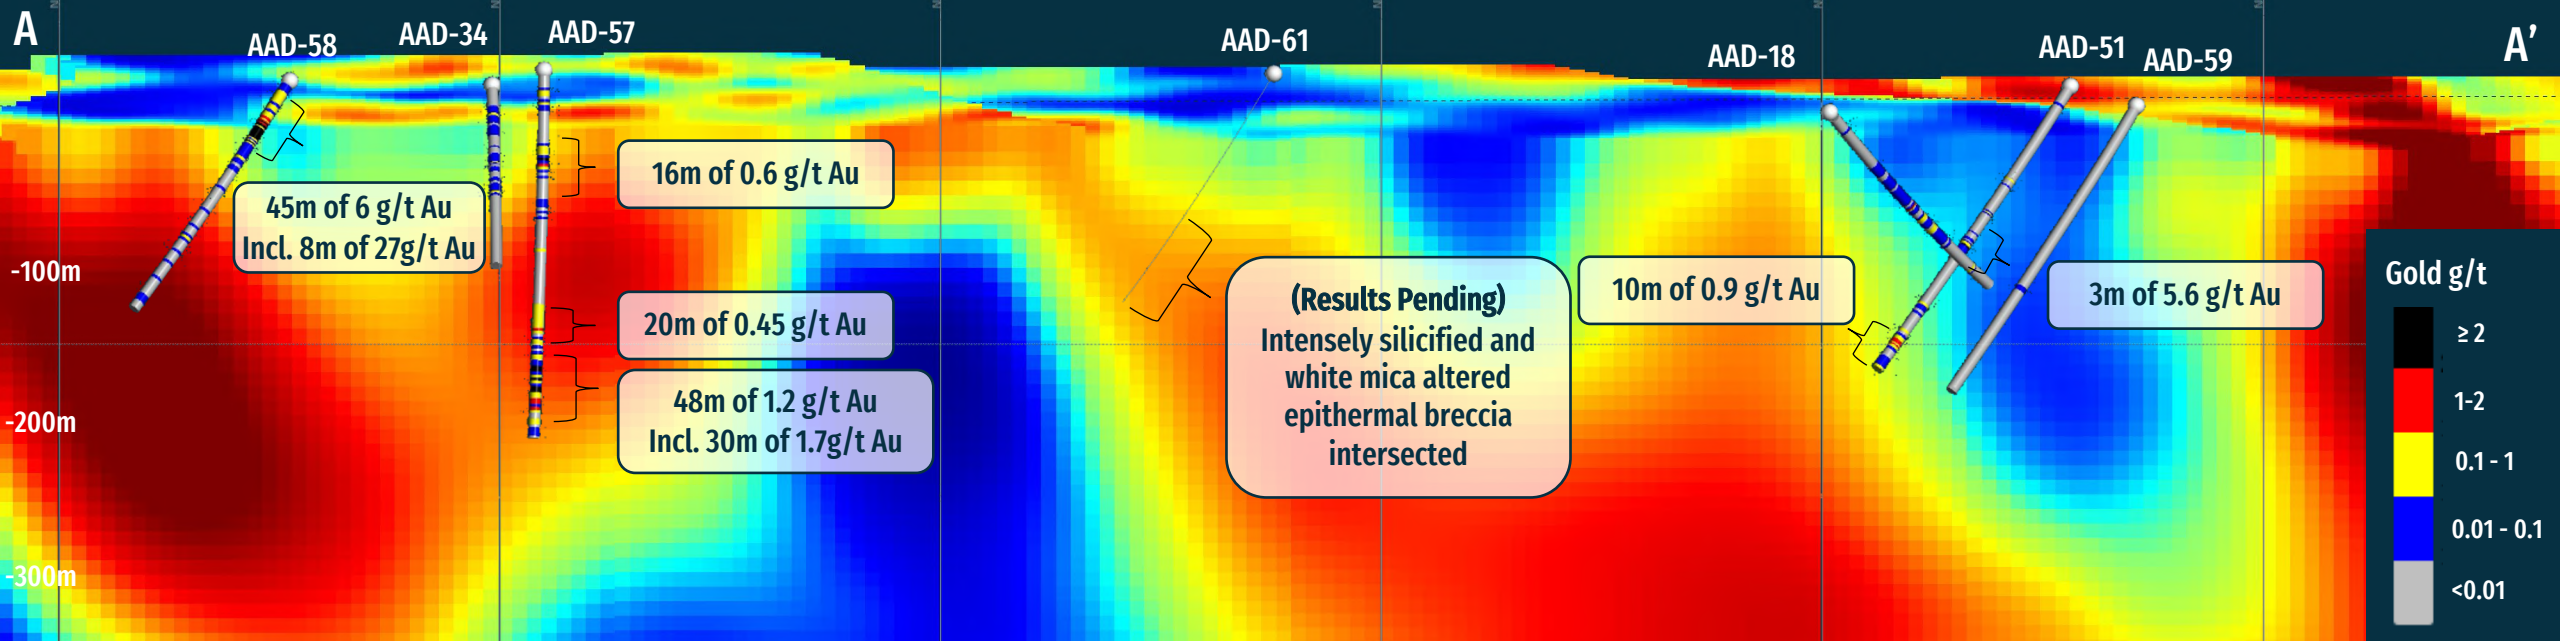 A
AAD-58
AAD-34
AAD-57
AAD-61
AAD-18
AAD-51
AAD-59
A’
45m of 6 g/t Au
Incl. 8m of 27g/t Au
16m of 0.6 g/t Au
20m of 0.45 g/t Au
48m of 1.2 g/t Au
Incl. 30m of 1.7g/t Au
(Results Pending)
Intensely silicified and
white mica altered
epithermal breccia
intersected
10m of 0.9 g/t Au
3m of 5.6 g/t Au
-100m
-200m
-300m
Gold g/t
≥ 2
1-2
0.1 - 1
0.01 - 0.1
<0.01